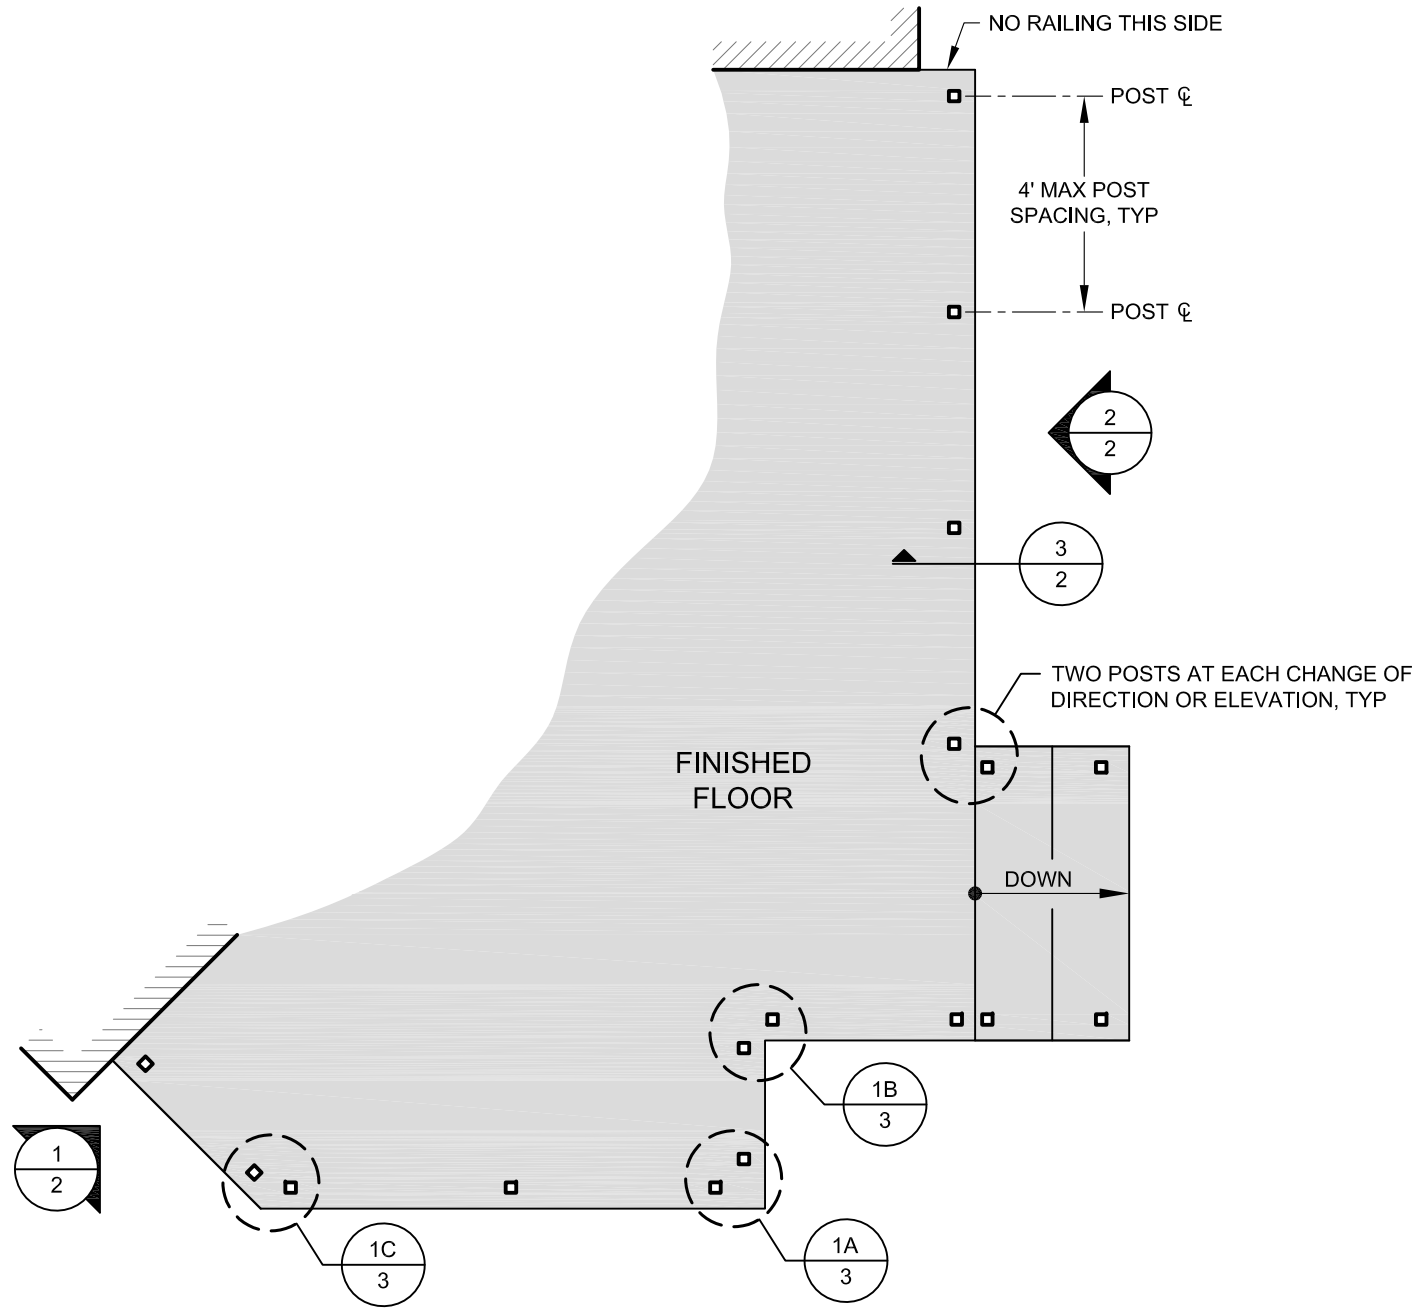 NO RAILING THIS SIDE
POST ℄
4' MAX POST
SPACING, TYP
POST ℄
2
2
3
2
TWO POSTS AT EACH CHANGE OF
DIRECTION OR ELEVATION, TYP
FINISHED
FLOOR
DOWN
1B
3
1
2
1C
3
1A
3